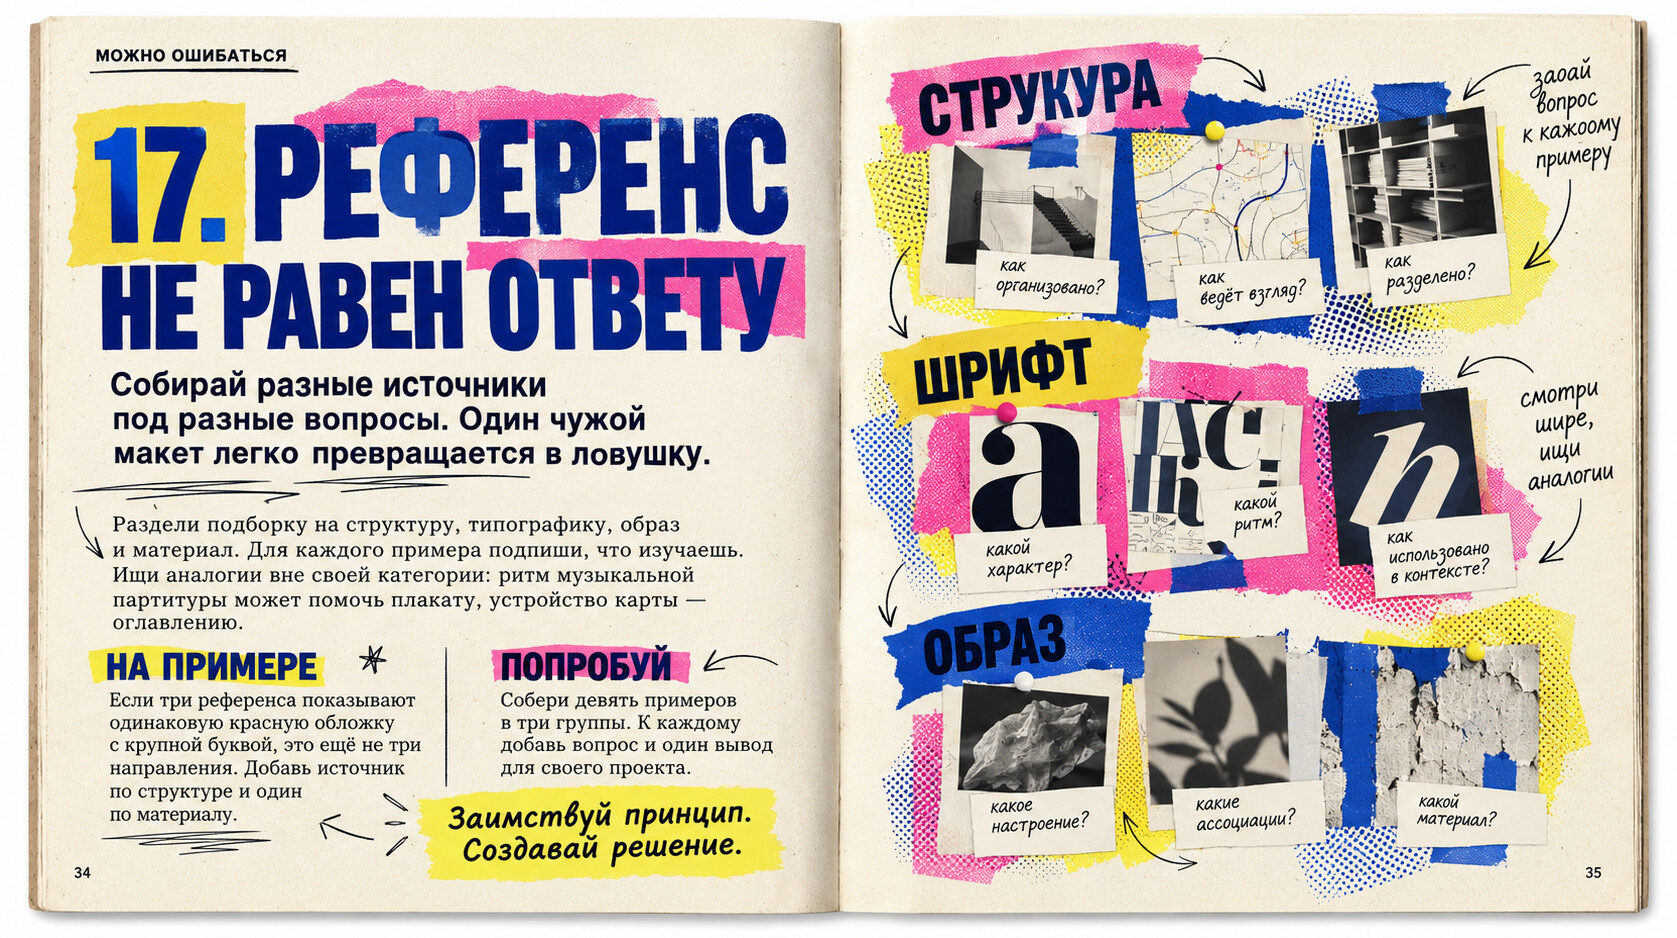 МОЖНО ОШИБАТЬСЯ
17. РЕФЕРЕНС
НЕ РАВЕН ОТВЕТУ
Собирай разные источники
под разные вопросы. Один чужой
макет легко превращается в ловушку.
Раздели подборку на структуру, типографику, образ
и материал. Для каждого примера подпиши, что изучаешь.
Ищи аналогии вне своей категории: ритм музыкальной
партитуры может помочь плакату, устройство карты —
оглавлению.
НА ПРИМЕРЕ
Если три референса показывают
одинаковую красную обложку
с крупной буквой, это ещё не три
направления. Добавь источник
по структуре и один
по материалу.
ПОПРОБУЙ
Собери девять примеров
в три группы. К каждому
добавь вопрос и один вывод
для своего проекта.
Заимствуй принцип.
Создавай решение.
34
СТРУКУРА
заоай
вопрос
к кажоому
примеру
как
организовано?
как
ведёт взгляд?
как
разделено?
ШРИФТ
смотри
шире,
ищи
аналогии
a
h
какой
характер?
какой
ритм?
как
использовано
в контексте?
ОБРАЗ
какое
настроение?
какие
ассоциации?
какой
материал?
35